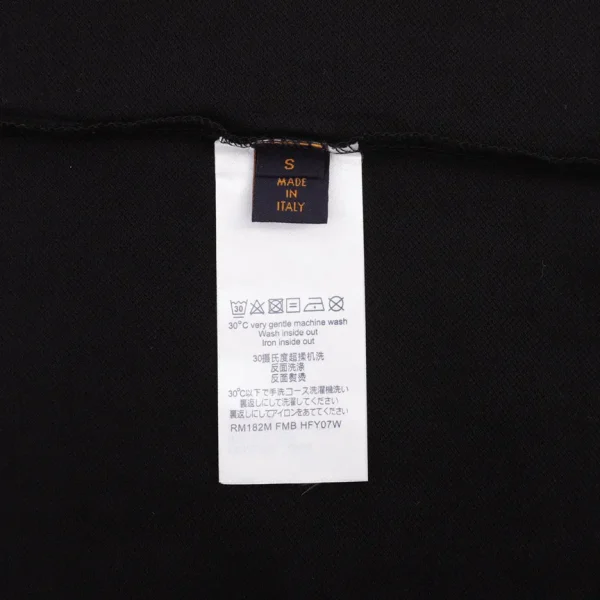 S
MADE
IN
ITALY
30
30°C very gentle machine wash
Wash inside out
Iron inside out
30摄氏度超揉机洗
反面洗涤
反面熨烫
30℃以下で手洗コース洗濯機洗い
裏返しにして洗濯してください
裏返しにしてアイロンをあててください
RM182M FMB HFY07W